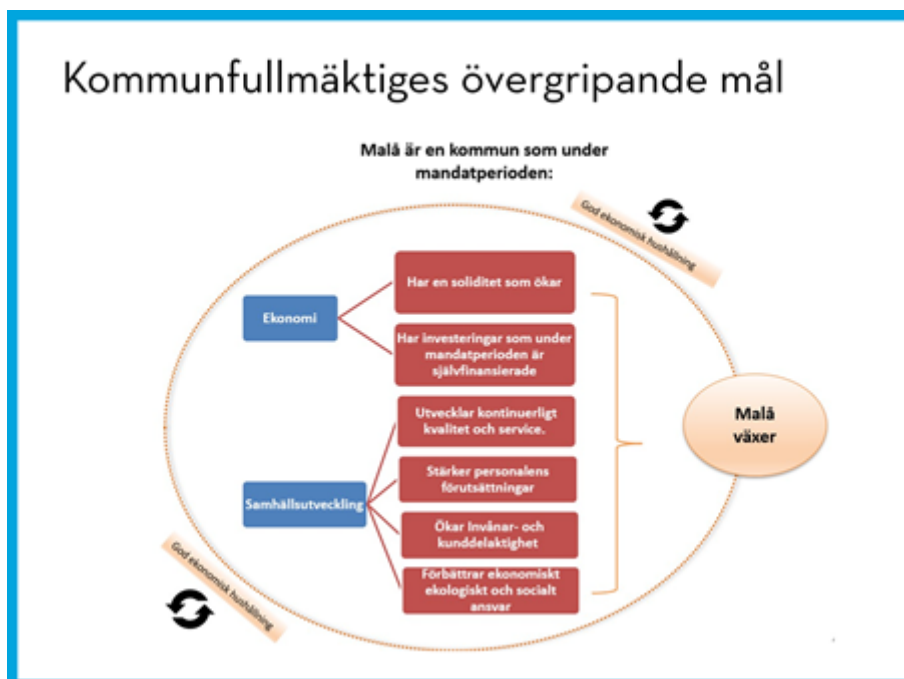 Kommunfullmäktiges övergripande mål
Malå är en kommun som under
mandatperioden:
God ekonomisk hushållning
Ekonomi
Har en soliditet som ökar
Har investeringar som under
mandatperioden är
självfinansierade
Samhällsutveckling
Utvecklar kontinuerligt
kvalitet och service.
Stärker personalens
förutsättningar
Ökar Invånar- och
kunddelaktighet
Förbättrar ekonomiskt
ekologiskt och socialt
ansvar
Malå
växer
God ekonomisk hushållning